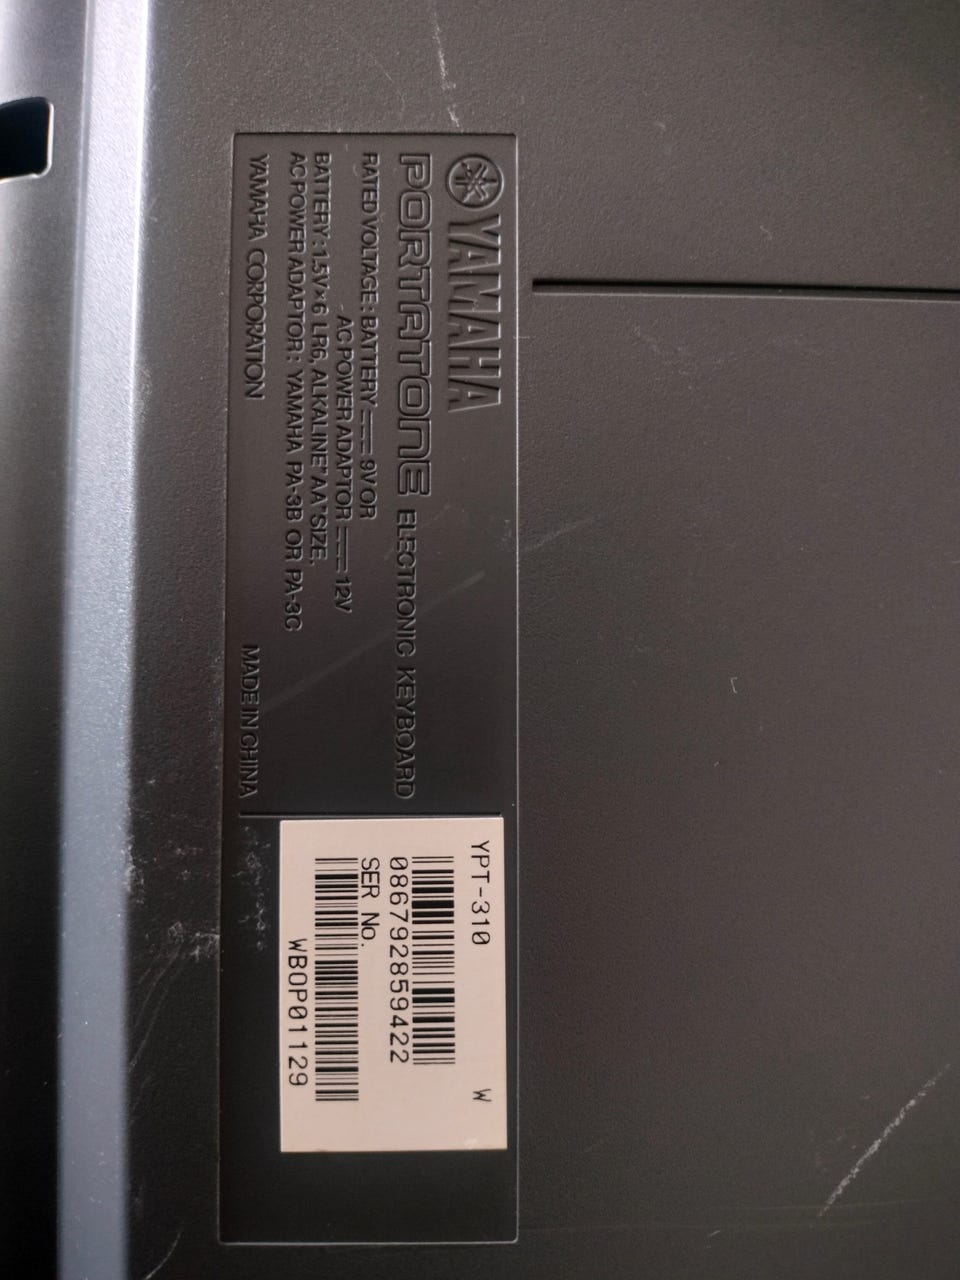 YAMAHA
PORTATONE ELECTRONIC KEYBOARD
RATED VOLTAGE : BATTERY ⎓ 9V OR
AC POWER ADAPTOR ⎓ 12V
BATTERY : 1.5V×6 LR6, ALKALINE"AA"SIZE,
AC POWER ADAPTOR : YAMAHA PA-3B OR PA-3C
YAMAHA CORPORATION
MADE IN CHINA
YPT-310 W
086792859422
SER No.
WBOP01129